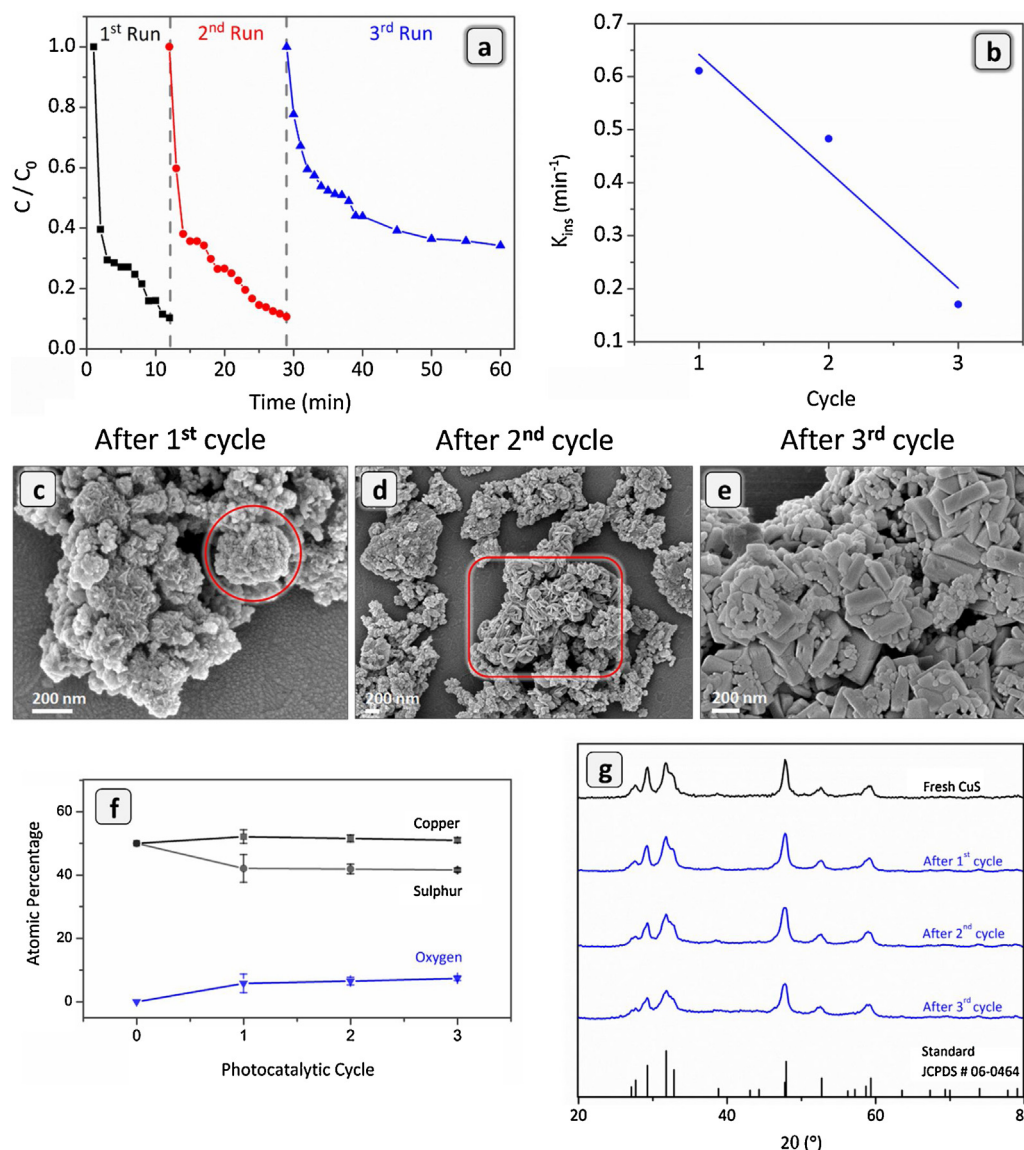 1st Run
2nd Run
3rd Run
a
1.0
0.8
0.6
0.4
0.2
0.0
C / C0
0
10
20
30
40
50
60
Time (min)
b
0.7
0.6
0.5
0.4
0.3
0.2
0.1
Kins (min-1)
1
2
3
Cycle
After 1st cycle
After 2nd cycle
After 3rd cycle
c
200 nm
d
200 nm
e
200 nm
f
60
40
20
0
Atomic Percentage
Copper
Sulphur
Oxygen
0
1
2
3
Photocatalytic Cycle
g
Fresh CuS
After 1st cycle
After 2nd cycle
After 3rd cycle
Standard
JCPDS # 06-0464
20
40
60
8
20 (°)